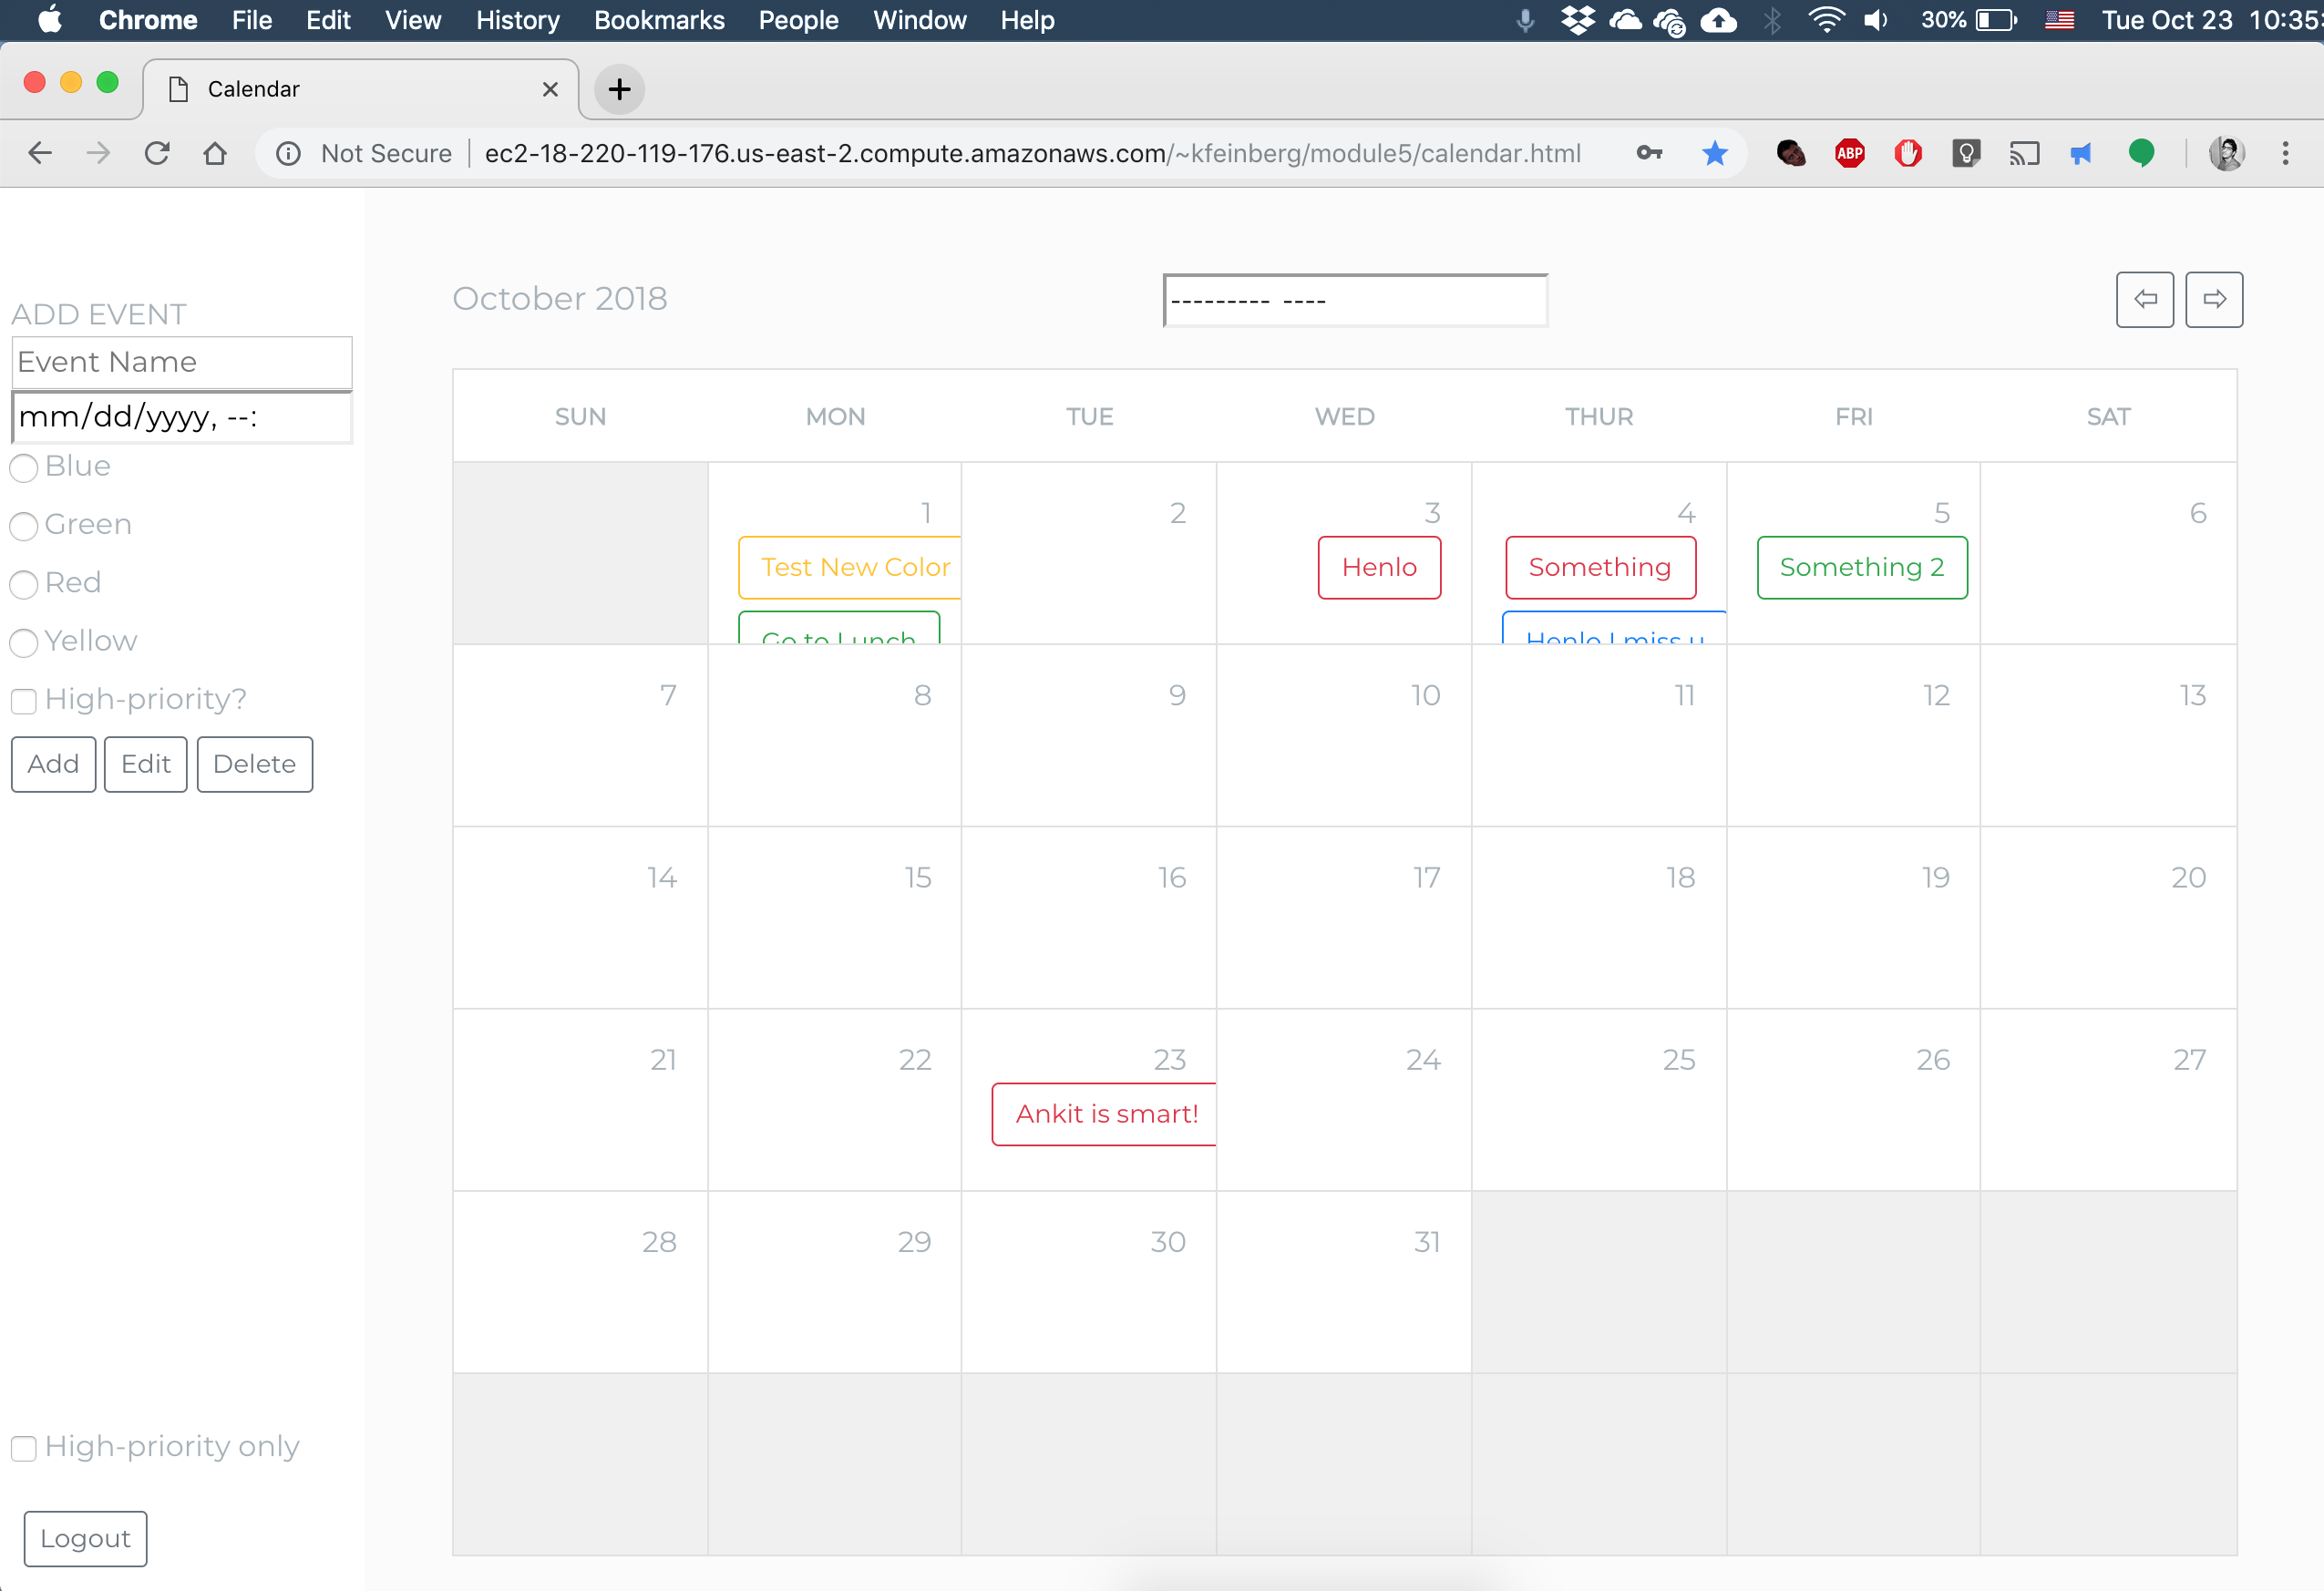 Chrome File Edit View History Bookmarks People Window Help 30% Tue Oct 23 10:35:
Calendar
Not Secure ec2-18-220-119-176.us-east-2.compute.amazonaws.com/~kfeinberg/module5/calendar.html
ABP
October 2018
--------- ----
ADD EVENT
Event Name
mm/dd/yyyy, --:
Blue
Green
Red
Yellow
High-priority?
Add Edit Delete
High-priority only
Logout
SUN MON TUE WED THUR FRI SAT
1 2 3 4 5 6
Test New Color Henlo Something Something 2
Go to Lunch Henlo I miss u
7 8 9 10 11 12 13
14 15 16 17 18 19 20
21 22 23 24 25 26 27
Ankit is smart!
28 29 30 31